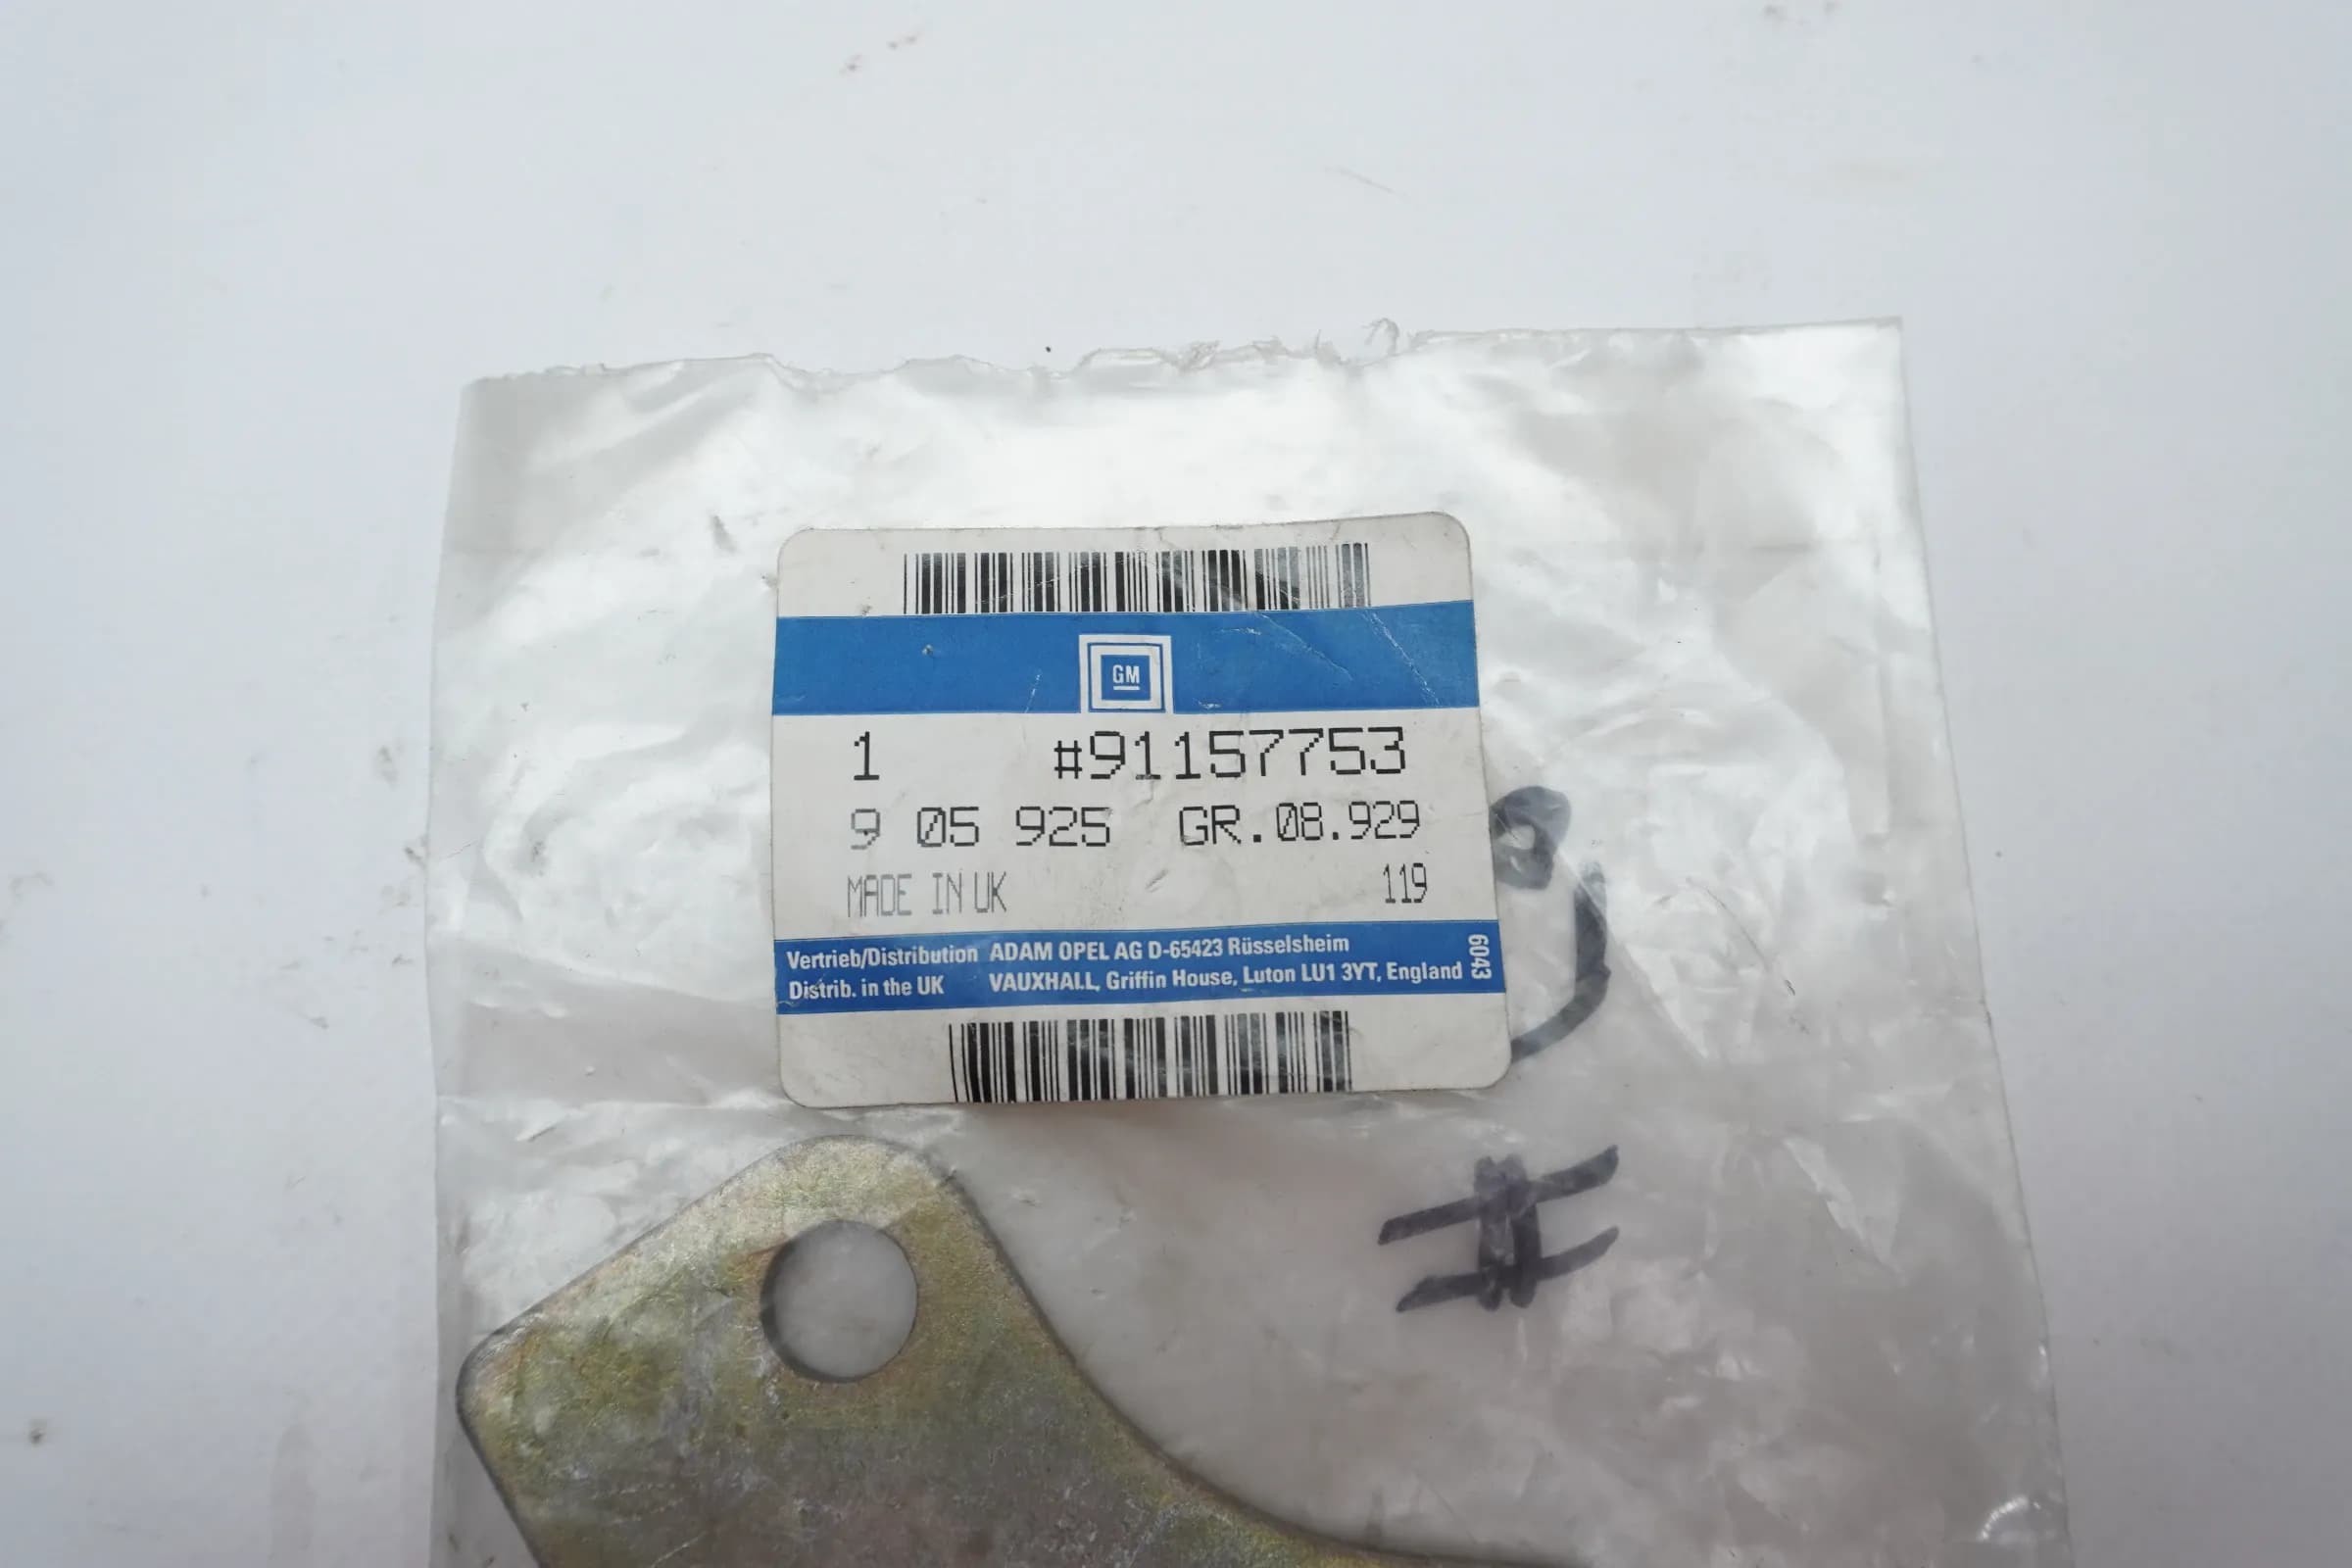 GM
1 #91157753
9 05 925 GR.08.929
MADE IN UK 119
Vertrieb/Distribution ADAM OPEL AG D-65423 Rüsselsheim
Distrib. in the UK VAUXHALL, Griffin House, Luton LU1 3YT, England
6043
#